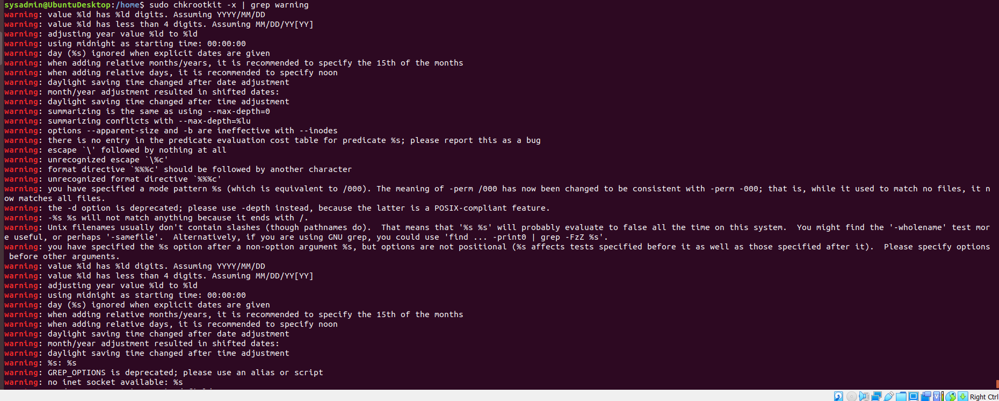 sysadmin@UbuntuDesktop:/home$ sudo chkrootkit -x | grep warning
warning: value %ld has %ld digits. Assuming YYYY/MM/DD
warning: value %ld has less than 4 digits. Assuming MM/DD/YY[YY]
warning: adjusting year value %ld to %ld
warning: using midnight as starting time: 00:00:00
warning: day (%s) ignored when explicit dates are given
warning: when adding relative months/years, it is recommended to specify the 15th of the months
warning: when adding relative days, it is recommended to specify noon
warning: daylight saving time changed after date adjustment
warning: month/year adjustment resulted in shifted dates:
warning: daylight saving time changed after time adjustment
warning: summarizing is the same as using --max-depth=0
warning: summarizing conflicts with --max-depth=%lu
warning: options --apparent-size and -b are ineffective with --inodes
warning: there is no entry in the predicate evaluation cost table for predicate %s; please report this as a bug
warning: escape `\' followed by nothing at all
warning: unrecognized escape `\%c'
warning: format directive `%%%c' should be followed by another character
warning: unrecognized format directive `%%%c'
warning: you have specified a mode pattern %s (which is equivalent to /000). The meaning of -perm /000 has now been changed to be consistent with -perm -000; that is, while it used to match no files, it n
ow matches all files.
warning: the -d option is deprecated; please use -depth instead, because the latter is a POSIX-compliant feature.
warning: -%s %s will not match anything because it ends with /.
warning: Unix filenames usually don't contain slashes (though pathnames do).  That means that '%s %s' will probably evaluate to false all the time on this system.  You might find the '-wholename' test mor
e useful, or perhaps '-samefile'.  Alternatively, if you are using GNU grep, you could use 'find ... -print0 | grep -FzZ %s'.
warning: you have specified the %s option after a non-option argument %s, but options are not positional (%s affects tests specified before it as well as those specified after it).  Please specify options
 before other arguments.
warning: value %ld has %ld digits. Assuming YYYY/MM/DD
warning: value %ld has less than 4 digits. Assuming MM/DD/YY[YY]
warning: adjusting year value %ld to %ld
warning: using midnight as starting time: 00:00:00
warning: day (%s) ignored when explicit dates are given
warning: when adding relative months/years, it is recommended to specify the 15th of the months
warning: when adding relative days, it is recommended to specify noon
warning: daylight saving time changed after date adjustment
warning: month/year adjustment resulted in shifted dates:
warning: daylight saving time changed after time adjustment
warning: %s: %s
warning: GREP_OPTIONS is deprecated; please use an alias or script
warning: no inet socket available: %s
Right Ctrl